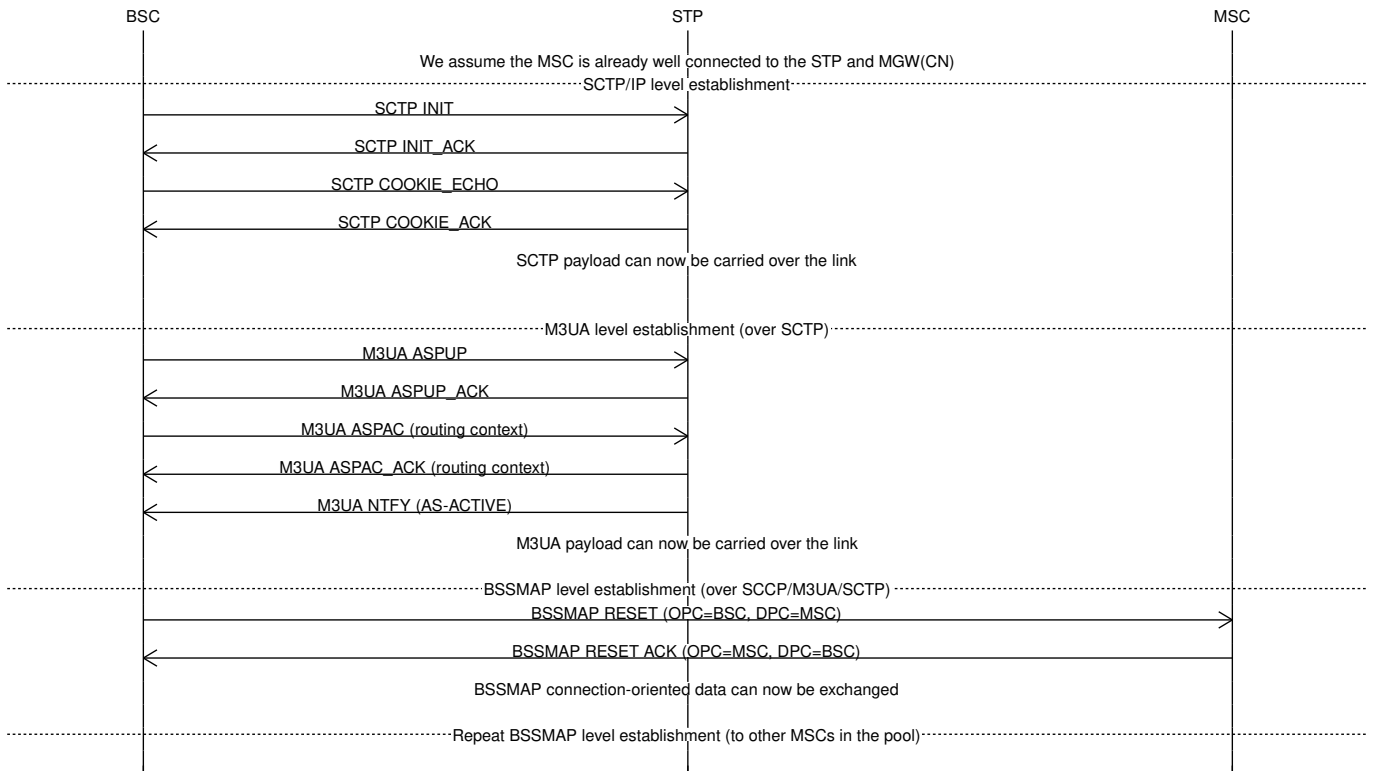 BSC STP MSC
We assume the MSC is already well connected to the STP and MGW(CN)
SCTP/IP level establishment
SCTP INIT
SCTP INIT_ACK
SCTP COOKIE_ECHO
SCTP COOKIE_ACK
SCTP payload can now be carried over the link
M3UA level establishment (over SCTP)
M3UA ASPUP
M3UA ASPUP_ACK
M3UA ASPAC (routing context)
M3UA ASPAC_ACK (routing context)
M3UA NTFY (AS-ACTIVE)
M3UA payload can now be carried over the link
BSSMAP level establishment (over SCCP/M3UA/SCTP)
BSSMAP RESET (OPC=BSC, DPC=MSC)
BSSMAP RESET ACK (OPC=MSC, DPC=BSC)
BSSMAP connection-oriented data can now be exchanged
Repeat BSSMAP level establishment (to other MSCs in the pool)